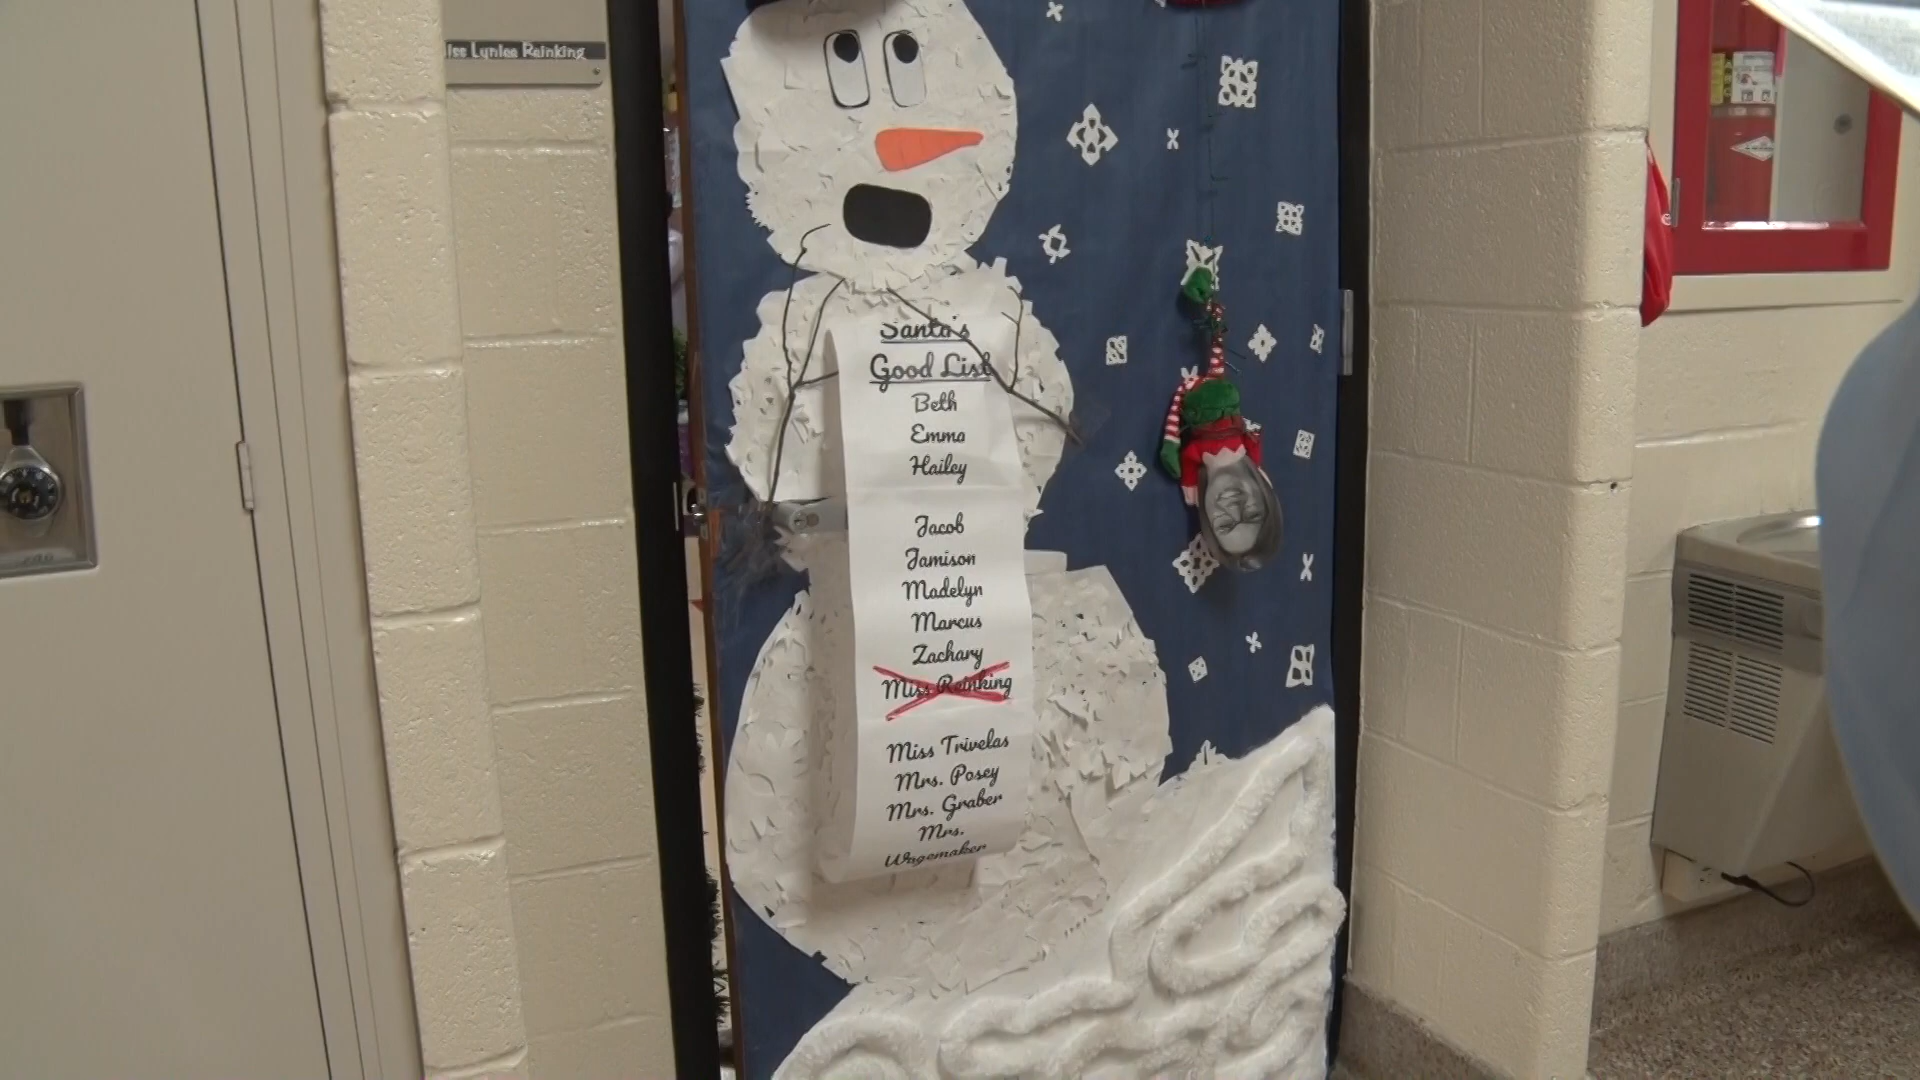 iss Lynlee Reinking
Santa's
Good List
Beth
Emma
Hailey
Jacob
Jamison
Madelyn
Marcus
Zachary
Miss Reinking
Miss Trivelas
Mrs. Posey
Mrs. Graber
Mrs.
Wagemaker